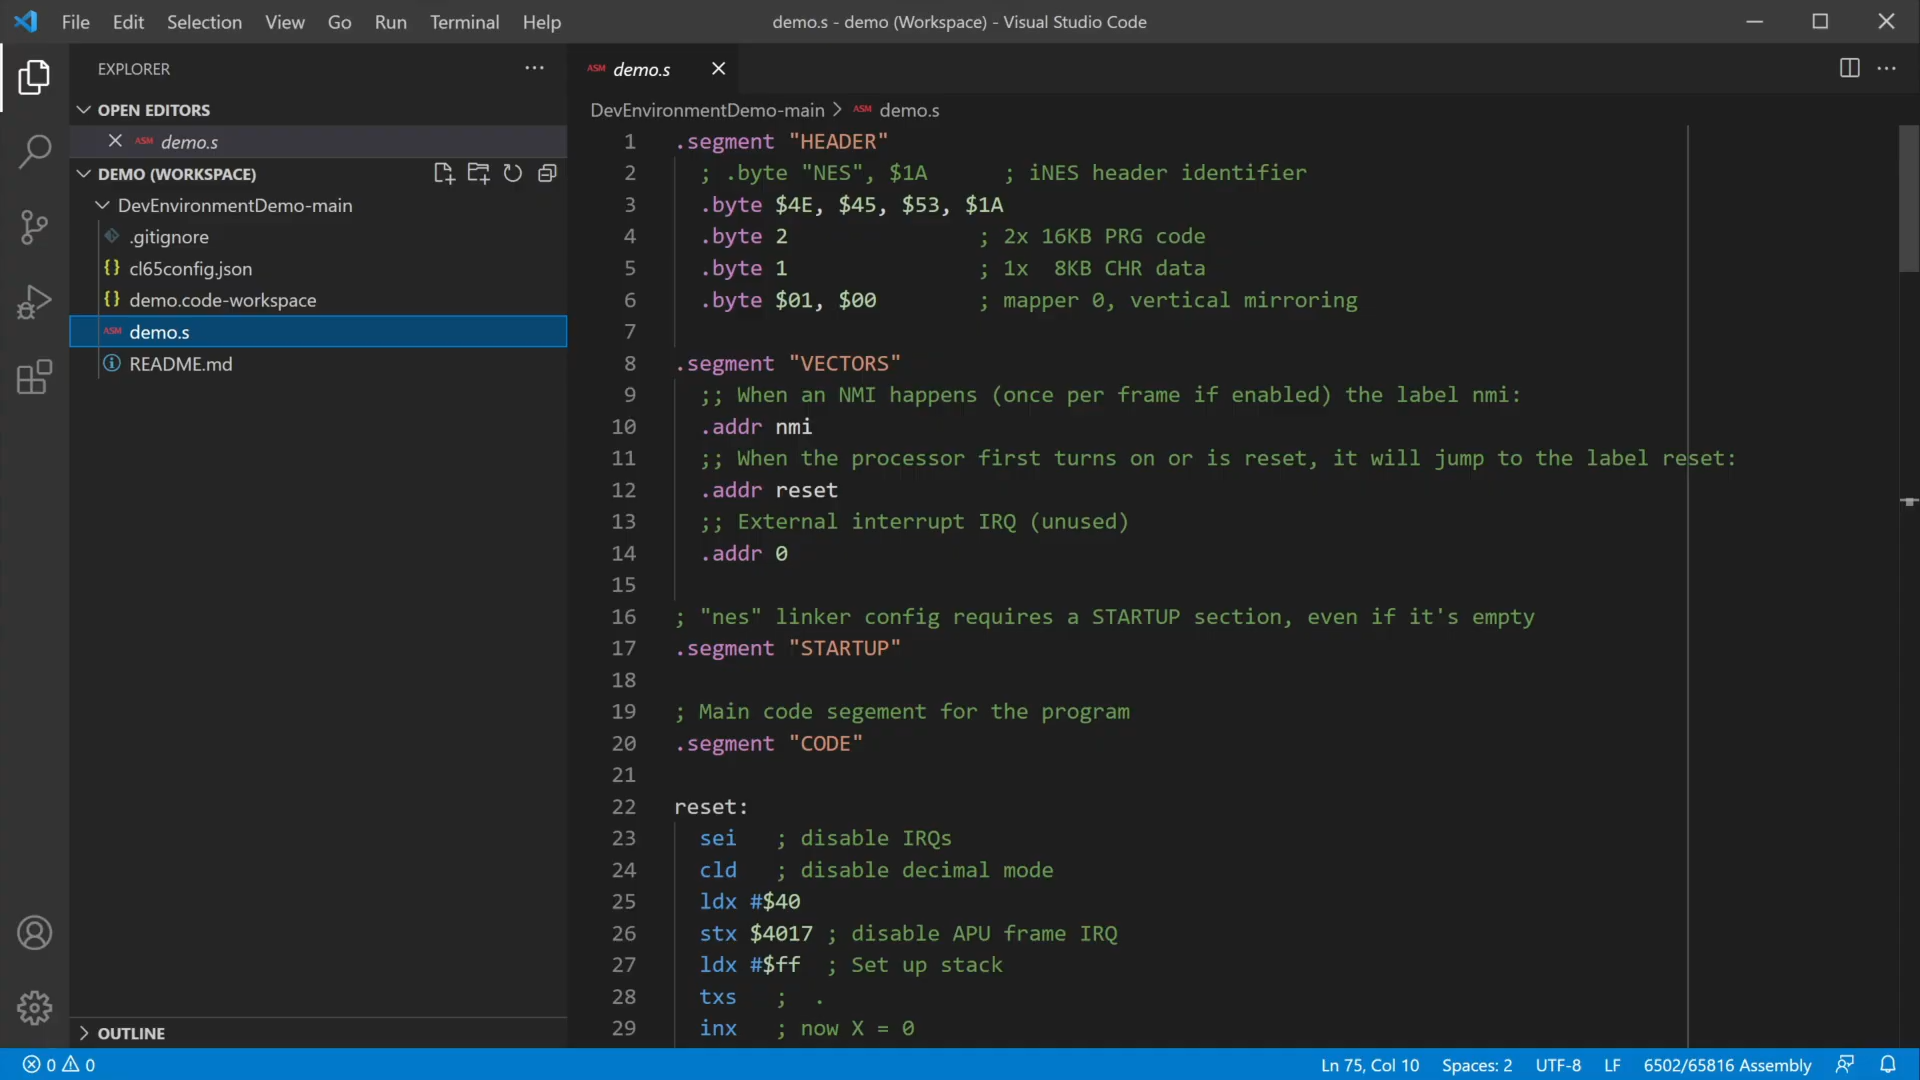 File Edit Selection View Go Run Terminal Help
demo.s - demo (Workspace) - Visual Studio Code
EXPLORER
OPEN EDITORS
ASM demo.s
DEMO (WORKSPACE)
DevEnvironmentDemo-main
.gitignore
{} cl65config.json
{} demo.code-workspace
ASM demo.s
README.md
OUTLINE
ASM demo.s
DevEnvironmentDemo-main > ASM demo.s
1 .segment "HEADER"
2 ; .byte "NES", $1A ; iNES header identifier
3 .byte $4E, $45, $53, $1A
4 .byte 2 ; 2x 16KB PRG code
5 .byte 1 ; 1x 8KB CHR data
6 .byte $01, $00 ; mapper 0, vertical mirroring
7
8 .segment "VECTORS"
9 ;; When an NMI happens (once per frame if enabled) the label nmi:
10 .addr nmi
11 ;; When the processor first turns on or is reset, it will jump to the label reset:
12 .addr reset
13 ;; External interrupt IRQ (unused)
14 .addr 0
15
16 ; "nes" linker config requires a STARTUP section, even if it's empty
17 .segment "STARTUP"
18
19 ; Main code segement for the program
20 .segment "CODE"
21
22 reset:
23 sei ; disable IRQs
24 cld ; disable decimal mode
25 ldx #$40
26 stx $4017 ; disable APU frame IRQ
27 ldx #$ff ; Set up stack
28 txs ; .
29 inx ; now X = 0
0 0
Ln 75, Col 10 Spaces: 2 UTF-8 LF 6502/65816 Assembly